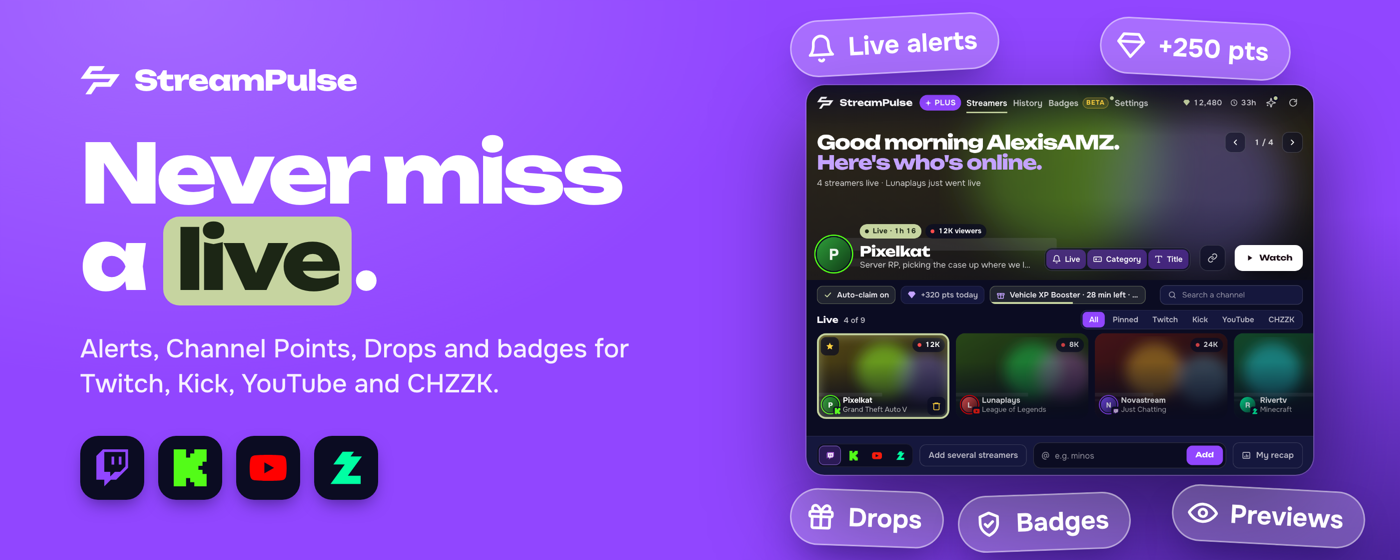 StreamPulse
Never miss
a live.
Alerts, Channel Points, Drops and badges for
Twitch, Kick, YouTube and CHZZK.
Live alerts
+250 pts
StreamPulse + PLUS Streamers History Badges BETA Settings 12,480 33h
Good morning AlexisAMZ.
Here's who's online.
4 streamers live · Lunaplays just went live
1 / 4
Live · 1h 16 12K viewers
P
Pixelkat
Server RP, picking the case up where we l...
Live Category Title Watch
Auto-claim on +320 pts today Vehicle XP Booster · 28 min left · ... Search a channel
Live 4 of 9 All Pinned Twitch Kick YouTube CHZZK
12K 8K 24K
P Pixelkat
Grand Theft Auto V
L Lunaplays
League of Legends
N Novastream
Just Chatting
R Rivertv
Minecraft
Add several streamers @ e.g. minos Add My recap
Drops
Badges
Previews